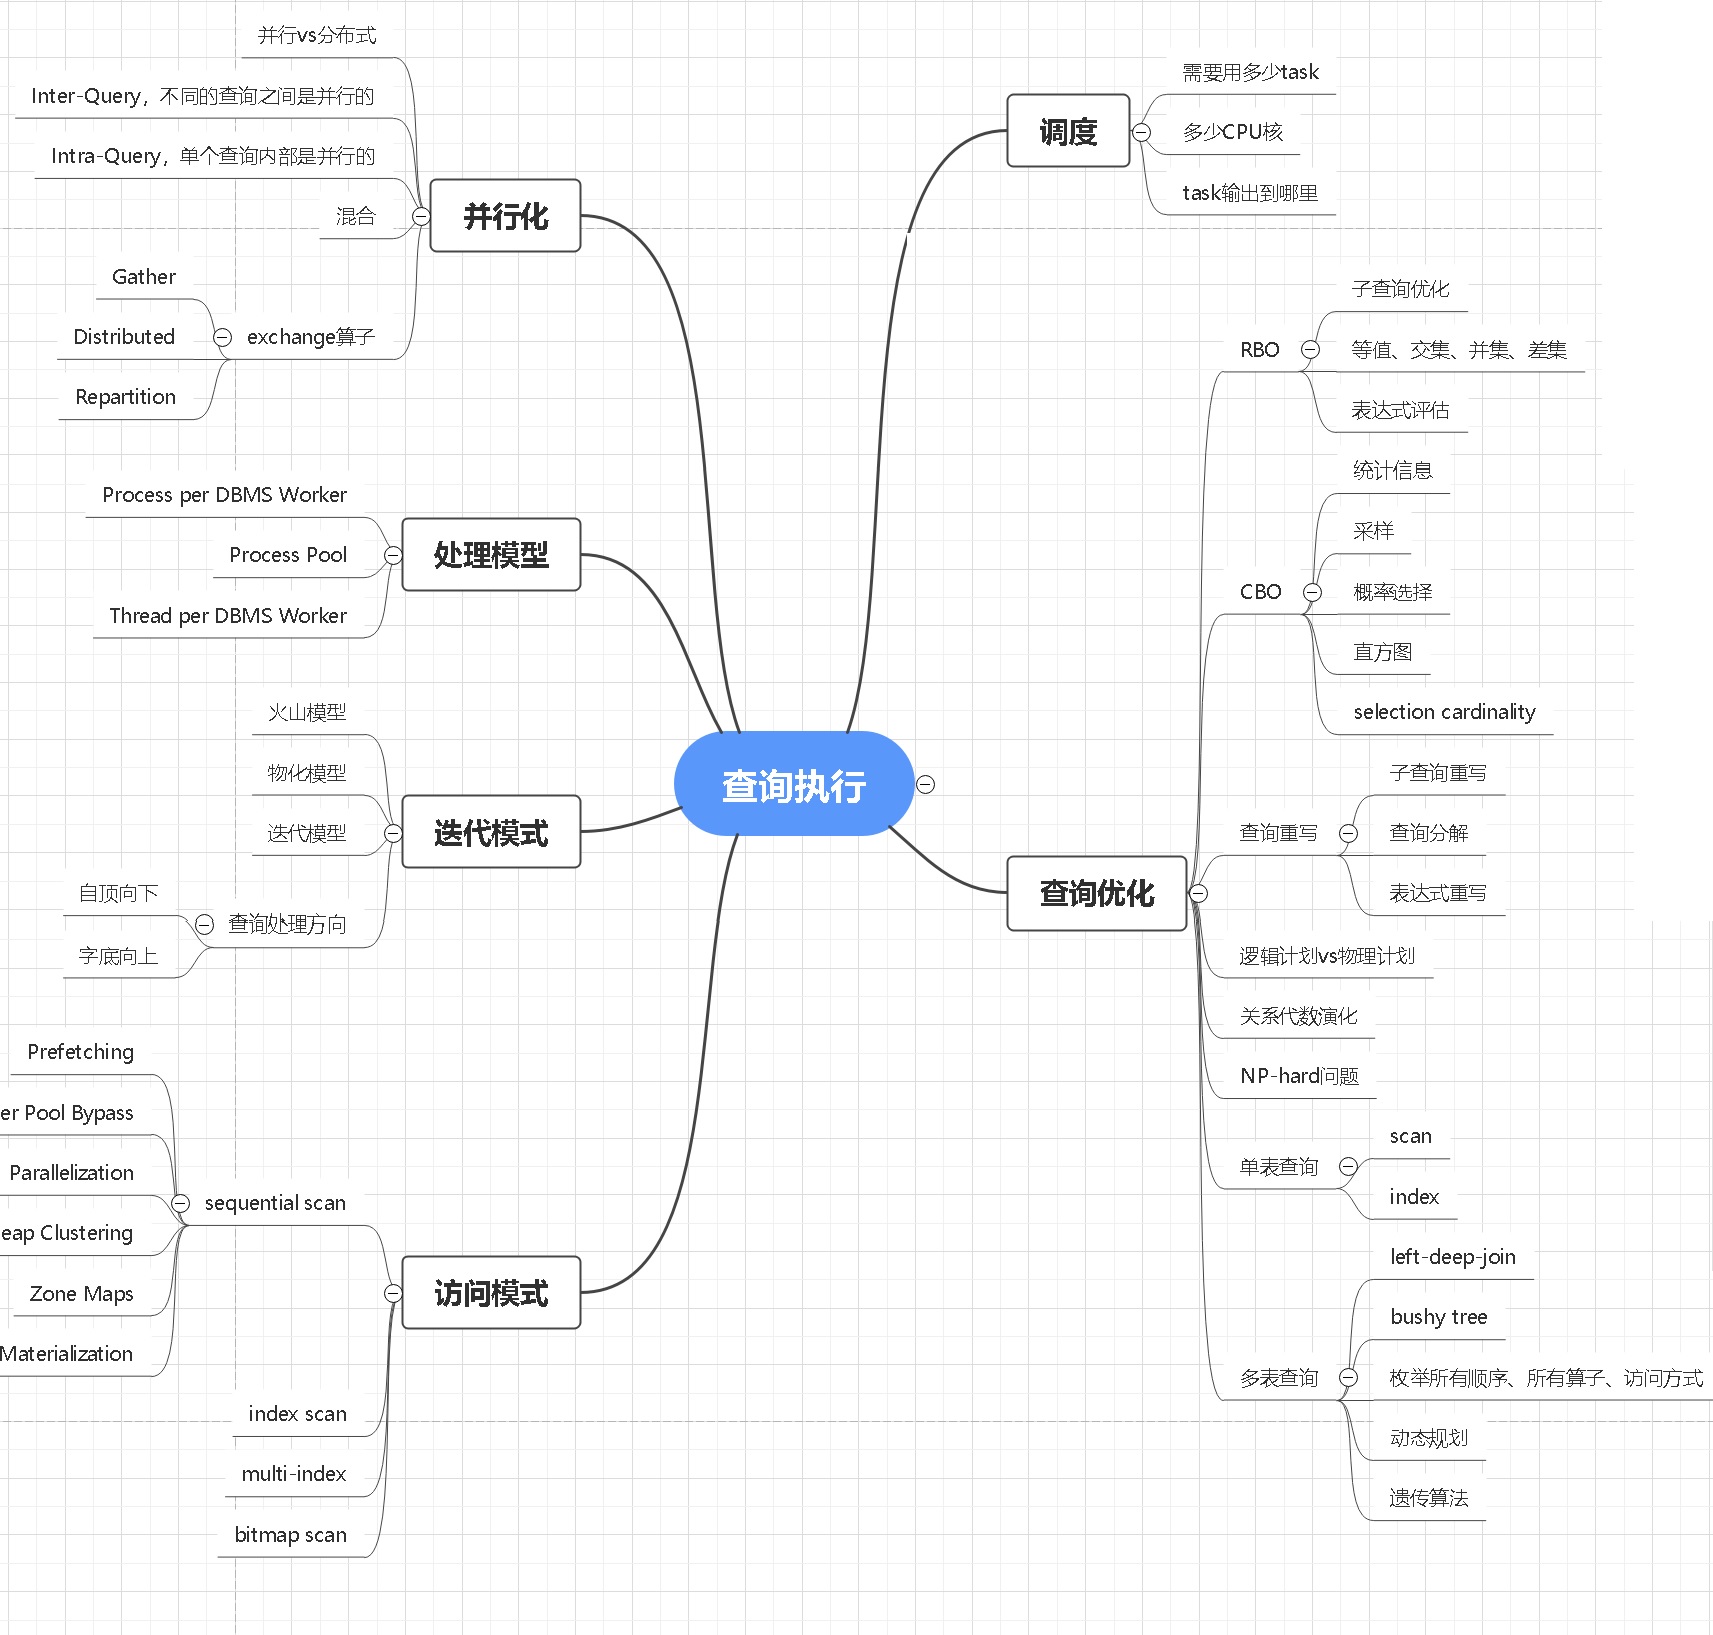 查询执行
并行化
并行vs分布式
Inter-Query，不同的查询之间是并行的
Intra-Query，单个查询内部是并行的
混合
exchange算子
Gather
Distributed
Repartition
处理模型
Process per DBMS Worker
Process Pool
Thread per DBMS Worker
迭代模式
火山模型
物化模型
迭代模型
查询处理方向
自顶向下
字底向上
访问模式
sequential scan
Prefetching
er Pool Bypass
Parallelization
eap Clustering
Zone Maps
Materialization
index scan
multi-index
bitmap scan
调度
需要用多少task
多少CPU核
task输出到哪里
查询优化
RBO
子查询优化
等值、交集、并集、差集
表达式评估
CBO
统计信息
采样
概率选择
直方图
selection cardinality
查询重写
子查询重写
查询分解
表达式重写
逻辑计划vs物理计划
关系代数演化
NP-hard问题
单表查询
scan
index
多表查询
left-deep-join
bushy tree
枚举所有顺序、所有算子、访问方式
动态规划
遗传算法